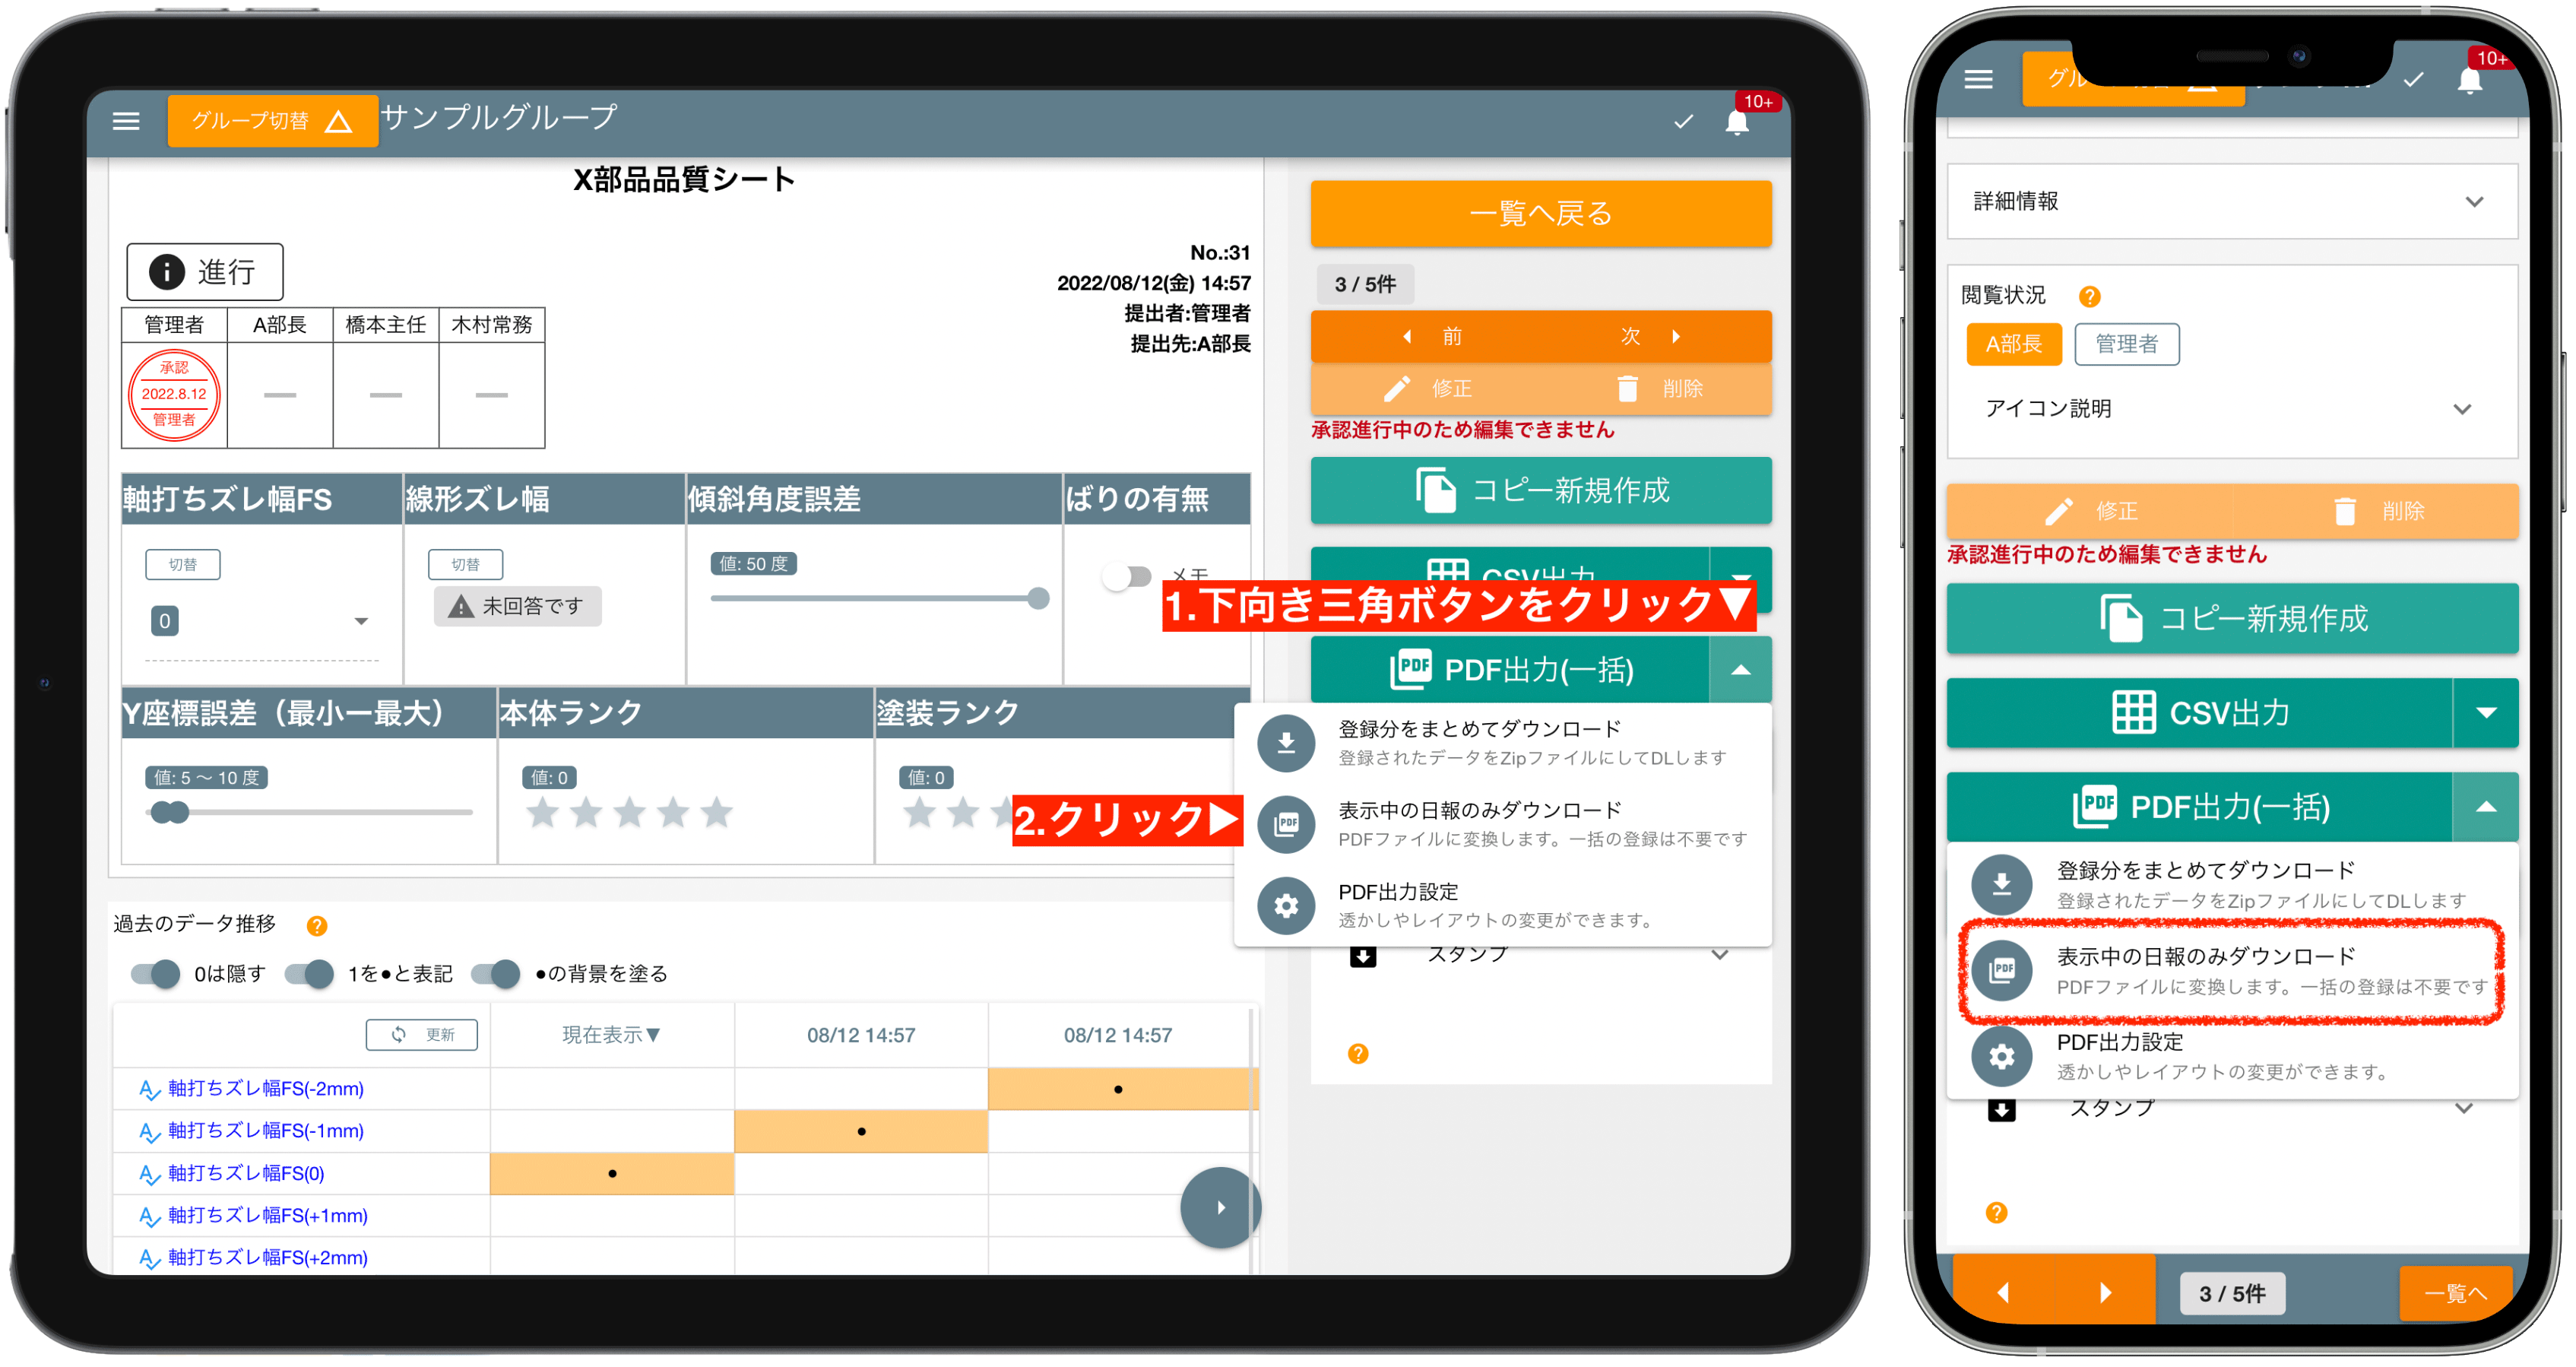 グループ切替
サンプルグループ
10+
X部品品質シート
進行
No.:31
2022/08/12(金) 14:57
提出者:管理者
提出先:A部長
管理者 A部長 橋本主任 木村常務
承認
2022.8.12
管理者
軸打ちズレ幅FS 線形ズレ幅 傾斜角度誤差 ばりの有無
切替
0
切替
未回答です
値: 50 度
メモ
Y座標誤差（最小ー最大） 本体ランク 塗装ランク
値: 5 〜 10 度
値: 0
値: 0
過去のデータ推移
0は隠す 1を●と表記 ●の背景を塗る
更新 現在表示▼ 08/12 14:57 08/12 14:57
軸打ちズレ幅FS(-2mm) ●
軸打ちズレ幅FS(-1mm) ●
軸打ちズレ幅FS(0) ●
軸打ちズレ幅FS(+1mm)
軸打ちズレ幅FS(+2mm)
一覧へ戻る
3 / 5件
前 次
修正 削除
承認進行中のため編集できません
コピー新規作成
CSV出力
1.下向き三角ボタンをクリック▼
PDF PDF出力(一括)
登録分をまとめてダウンロード
登録されたデータをZipファイルにしてDLします
2.クリック▶
PDF
表示中の日報のみダウンロード
PDFファイルに変換します。一括の登録は不要です
PDF出力設定
透かしやレイアウトの変更ができます。
スタンプ
?
10+
詳細情報
閲覧状況
A部長 管理者
アイコン説明
修正 削除
承認進行中のため編集できません
コピー新規作成
CSV出力
PDF PDF出力(一括)
登録分をまとめてダウンロード
登録されたデータをZipファイルにしてDLします
PDF
表示中の日報のみダウンロード
PDFファイルに変換します。一括の登録は不要です
PDF出力設定
透かしやレイアウトの変更ができます。
スタンプ
?
3 / 5件
一覧へ